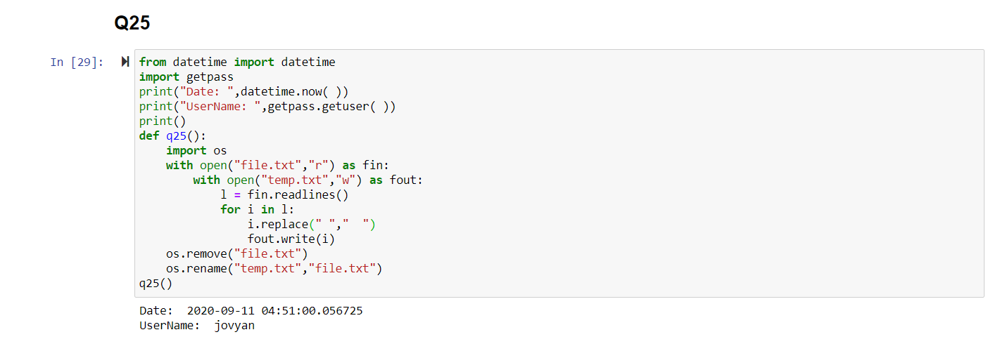 Q25
In [29]:
from datetime import datetime
import getpass
print("Date: ",datetime.now( ))
print("UserName: ",getpass.getuser( ))
print()
def q25():
    import os
    with open("file.txt","r") as fin:
        with open("temp.txt","w") as fout:
            l = fin.readlines()
            for i in l:
                i.replace(" ","  ")
                fout.write(i)
    os.remove("file.txt")
    os.rename("temp.txt","file.txt")
q25()
Date:  2020-09-11 04:51:00.056725
UserName:  jovyan